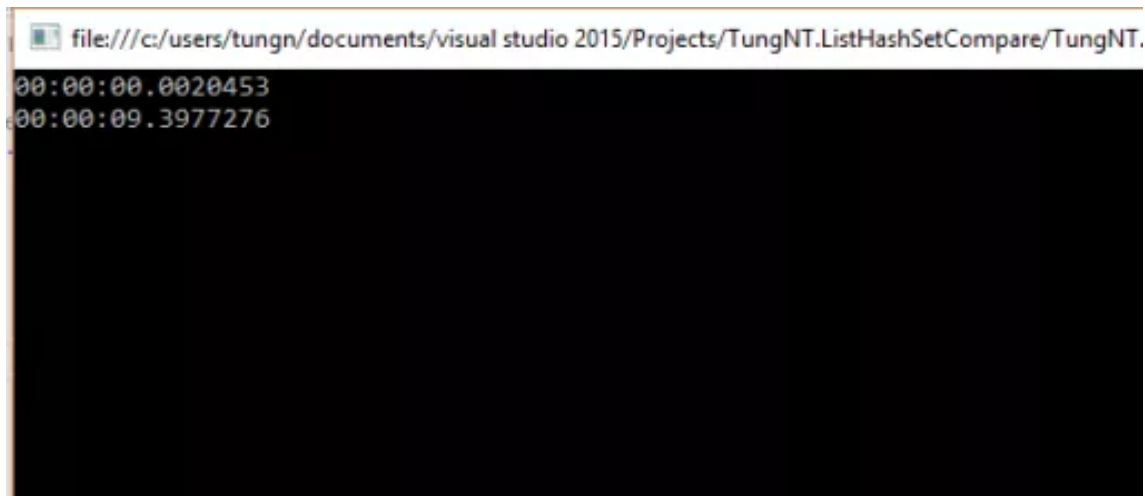 file:///c:/users/tungn/documents/visual studio 2015/Projects/TungNT.ListHashSetCompare/TungNT.
00:00:00.0020453
00:00:09.3977276